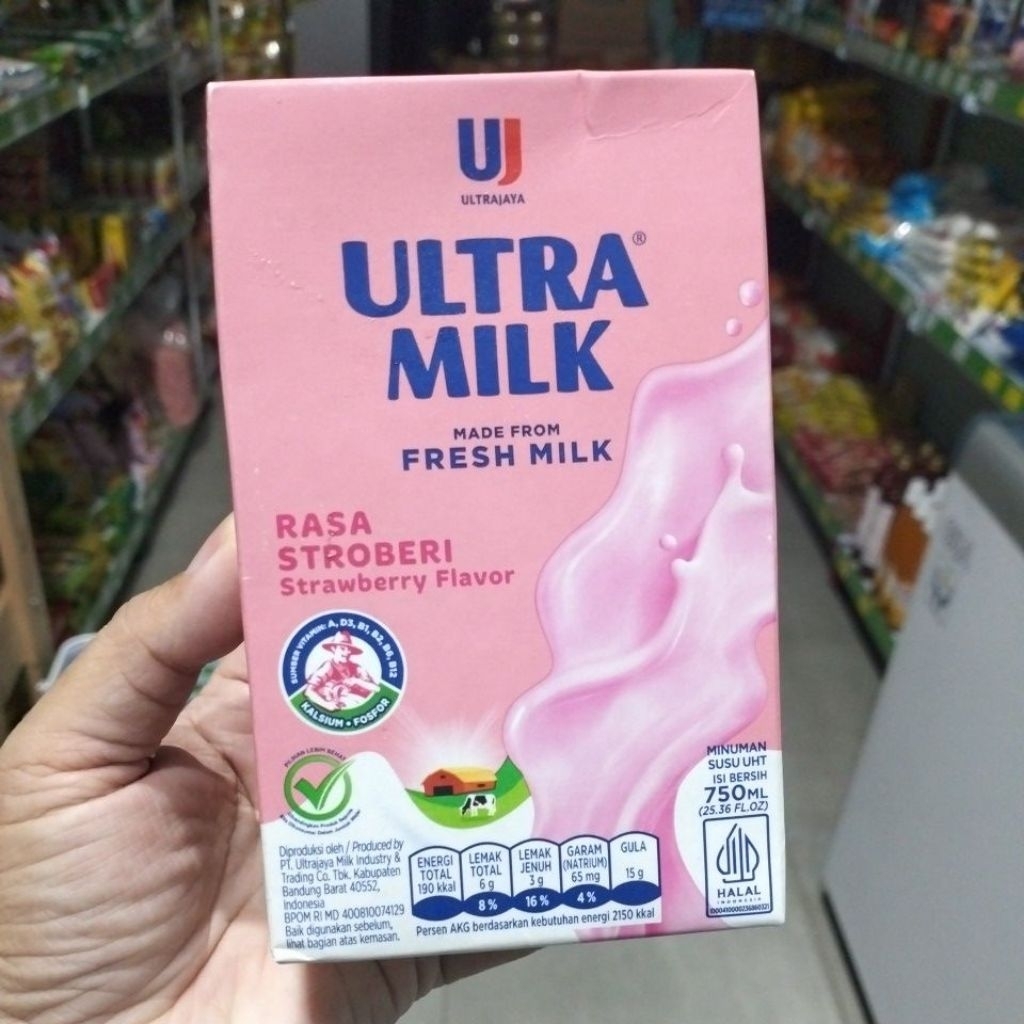 UJ
ULTRAJAYA
ULTRA®
MILK
MADE FROM
FRESH MILK
RASA
STROBERI
Strawberry Flavor
SUMBER VITAMIN: A, D3, B1, B2, B6, B12
KALSIUM • FOSFOR
PILIHAN LEBIH SEHAT
MINUMAN
SUSU UHT
ISI BERSIH
750ML
(25.36 FL.OZ)
HALAL
INDONESIA
Diproduksi oleh / Produced by
PT. Ultrajaya Milk Industry &
Trading Co. Tbk. Kabupaten
Bandung Barat 40552,
Indonesia
BPOM RI MD 400810074129
Baik digunakan sebelum,
lihat bagian atas kemasan.
ENERGI TOTAL 190 kkal
LEMAK TOTAL 6 g 8%
LEMAK JENUH 3 g 16%
GARAM (NATRIUM) 65 mg 4%
GULA 15 g
Persen AKG berdasarkan kebutuhan energi 2150 kkal